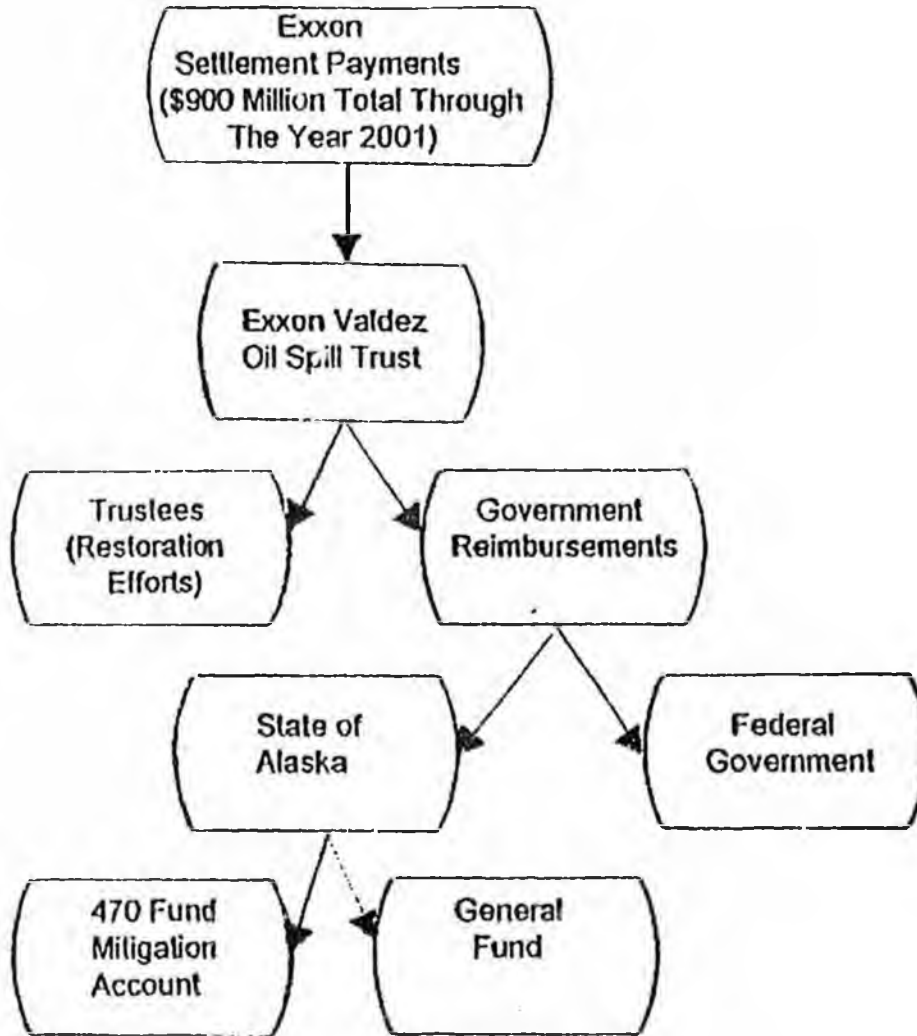 Exxon
Settlement Payments
($900 Million Total Through
The Year 2001)
Exxon Valdez
Oil Spill Trust
Trustees
(Restoration
Efforts)
Government
Reimbursements
State of
Alaska
Federal
Government
470 Fund
Mitigation
Account
General
Fund